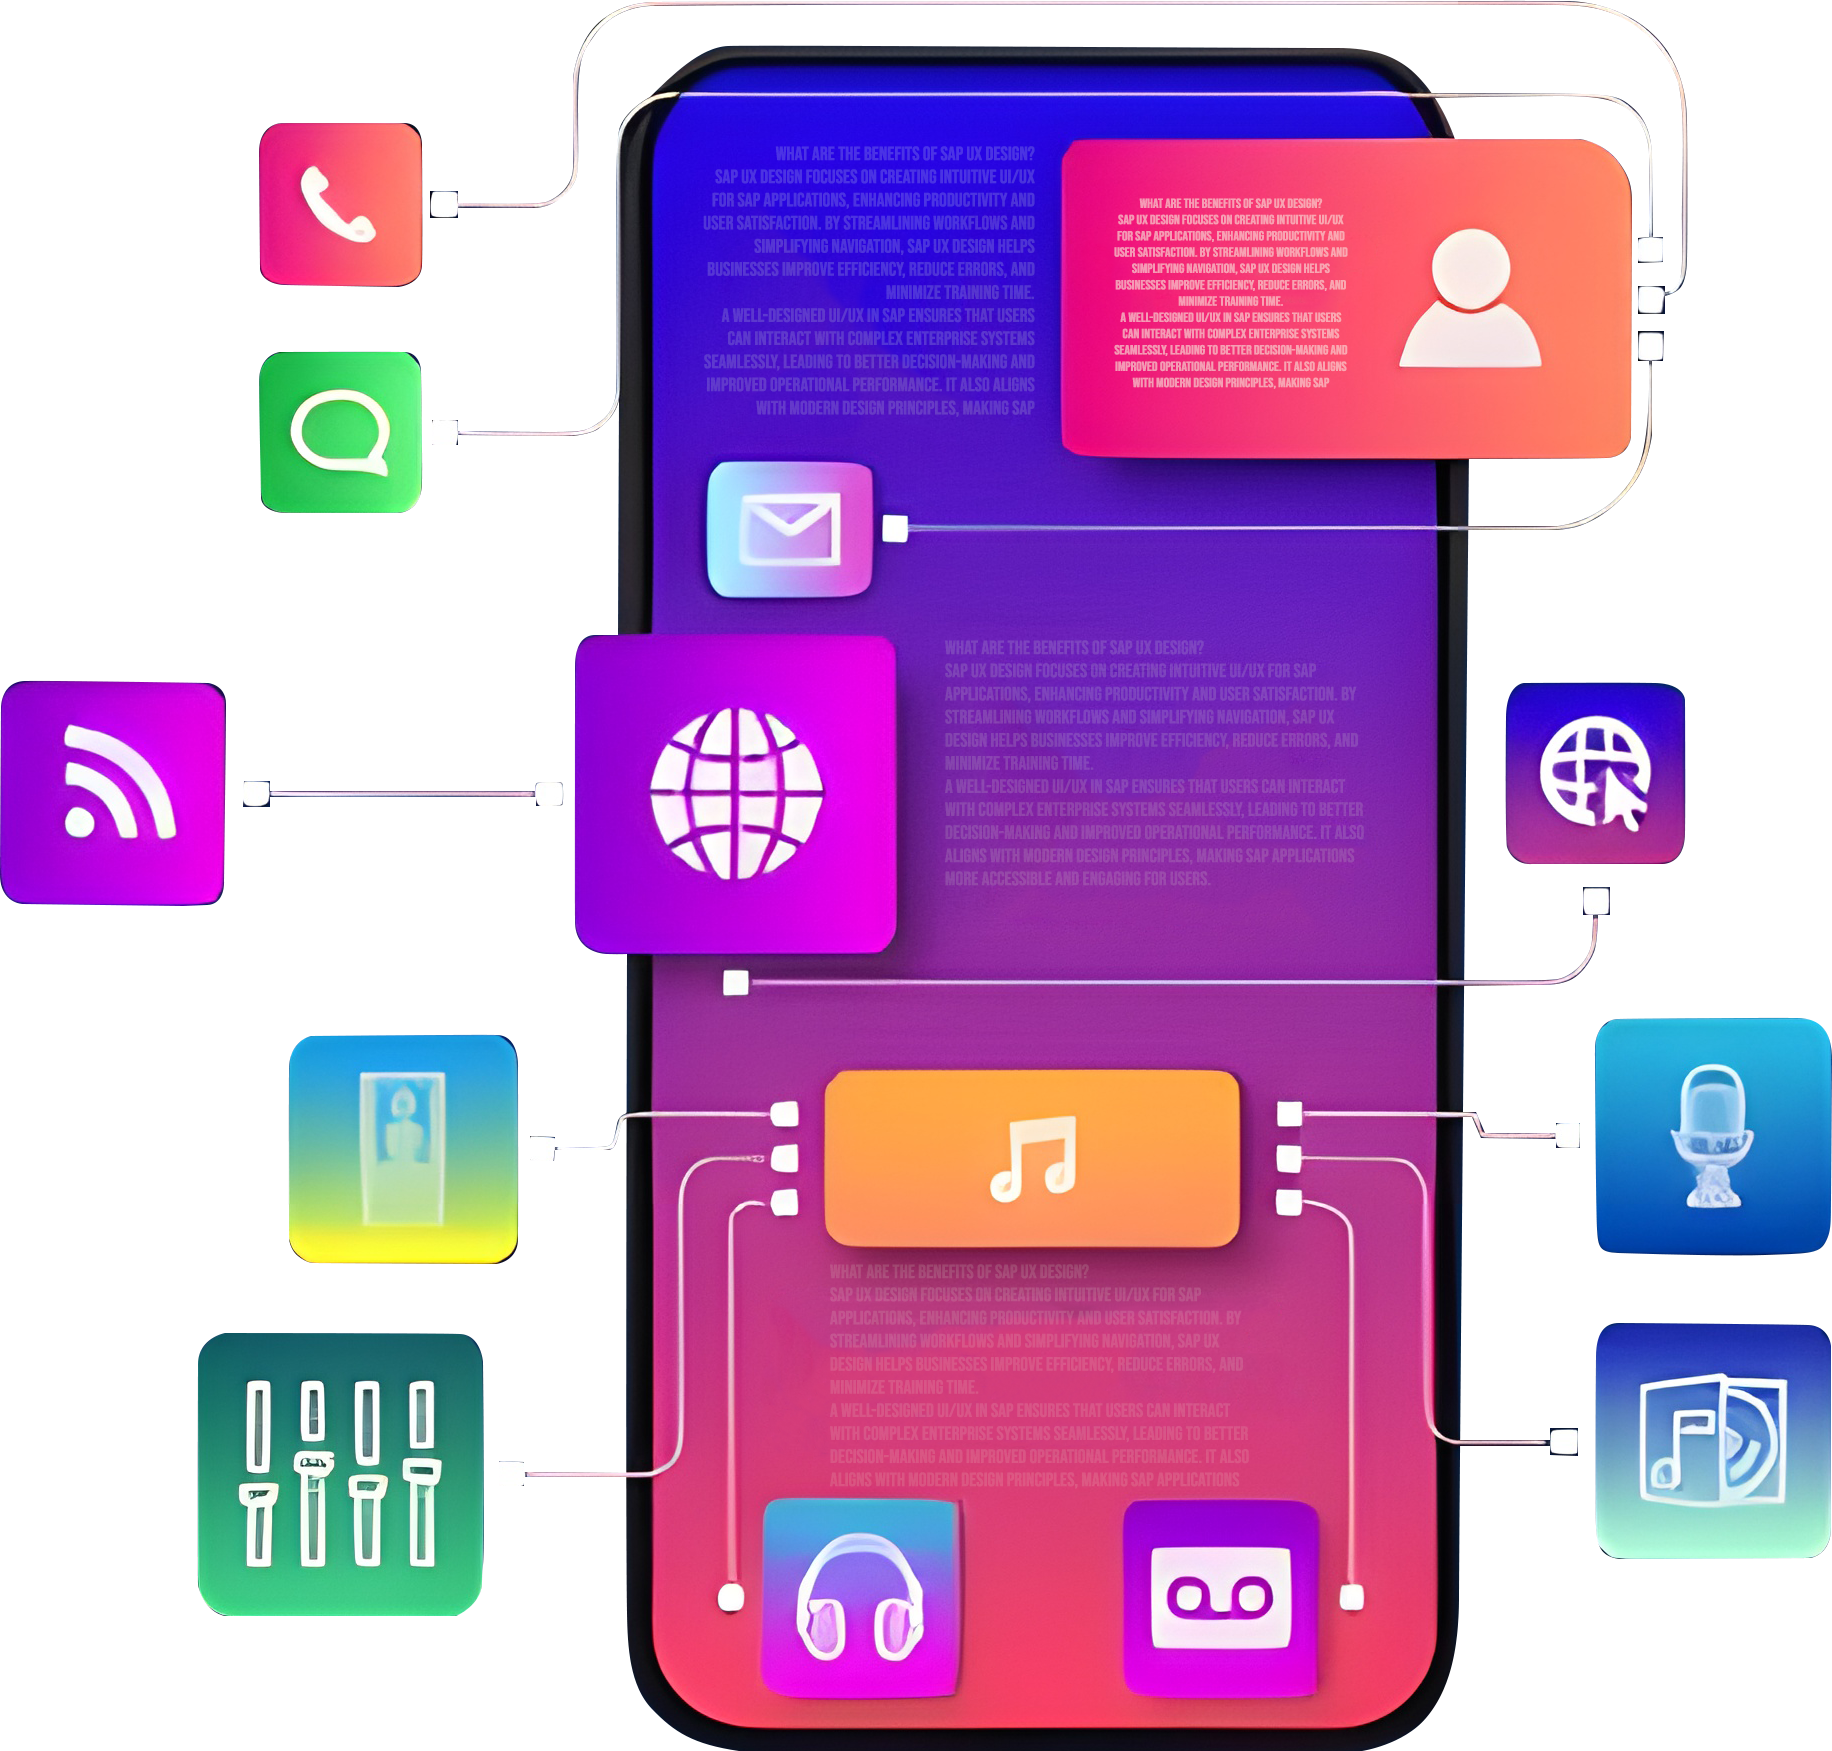 WHAT ARE THE BENEFITS OF SAP UX DESIGN?
SAP UX DESIGN FOCUSES ON CREATING INTUITIVE UI/UX
FOR SAP APPLICATIONS, ENHANCING PRODUCTIVITY AND
USER SATISFACTION. BY STREAMLINING WORKFLOWS AND
SIMPLIFYING NAVIGATION, SAP UX DESIGN HELPS
BUSINESSES IMPROVE EFFICIENCY, REDUCE ERRORS, AND
MINIMIZE TRAINING TIME.
A WELL-DESIGNED UI/UX IN SAP ENSURES THAT USERS
CAN INTERACT WITH COMPLEX ENTERPRISE SYSTEMS
SEAMLESSLY, LEADING TO BETTER DECISION-MAKING AND
IMPROVED OPERATIONAL PERFORMANCE. IT ALSO ALIGNS
WITH MODERN DESIGN PRINCIPLES, MAKING SAP
WHAT ARE THE BENEFITS OF SAP UX DESIGN?
SAP UX DESIGN FOCUSES ON CREATING INTUITIVE UI/UX
FOR SAP APPLICATIONS, ENHANCING PRODUCTIVITY AND
USER SATISFACTION. BY STREAMLINING WORKFLOWS AND
SIMPLIFYING NAVIGATION, SAP UX DESIGN HELPS
BUSINESSES IMPROVE EFFICIENCY, REDUCE ERRORS, AND
MINIMIZE TRAINING TIME.
A WELL-DESIGNED UI/UX IN SAP ENSURES THAT USERS
CAN INTERACT WITH COMPLEX ENTERPRISE SYSTEMS
SEAMLESSLY, LEADING TO BETTER DECISION-MAKING AND
IMPROVED OPERATIONAL PERFORMANCE. IT ALSO ALIGNS
WITH MODERN DESIGN PRINCIPLES, MAKING SAP
WHAT ARE THE BENEFITS OF SAP UX DESIGN?
SAP UX DESIGN FOCUSES ON CREATING INTUITIVE UI/UX FOR SAP
APPLICATIONS, ENHANCING PRODUCTIVITY AND USER SATISFACTION. BY
STREAMLINING WORKFLOWS AND SIMPLIFYING NAVIGATION, SAP UX
DESIGN HELPS BUSINESSES IMPROVE EFFICIENCY, REDUCE ERRORS, AND
MINIMIZE TRAINING TIME.
A WELL-DESIGNED UI/UX IN SAP ENSURES THAT USERS CAN INTERACT
WITH COMPLEX ENTERPRISE SYSTEMS SEAMLESSLY, LEADING TO BETTER
DECISION-MAKING AND IMPROVED OPERATIONAL PERFORMANCE. IT ALSO
ALIGNS WITH MODERN DESIGN PRINCIPLES, MAKING SAP APPLICATIONS
MORE ACCESSIBLE AND ENGAGING FOR USERS.
WHAT ARE THE BENEFITS OF SAP UX DESIGN?
SAP UX DESIGN FOCUSES ON CREATING INTUITIVE UI/UX FOR SAP
APPLICATIONS, ENHANCING PRODUCTIVITY AND USER SATISFACTION. BY
STREAMLINING WORKFLOWS AND SIMPLIFYING NAVIGATION, SAP UX
DESIGN HELPS BUSINESSES IMPROVE EFFICIENCY, REDUCE ERRORS, AND
MINIMIZE TRAINING TIME.
A WELL-DESIGNED UI/UX IN SAP ENSURES THAT USERS CAN INTERACT
WITH COMPLEX ENTERPRISE SYSTEMS SEAMLESSLY, LEADING TO BETTER
DECISION-MAKING AND IMPROVED OPERATIONAL PERFORMANCE. IT ALSO
ALIGNS WITH MODERN DESIGN PRINCIPLES, MAKING SAP APPLICATIONS